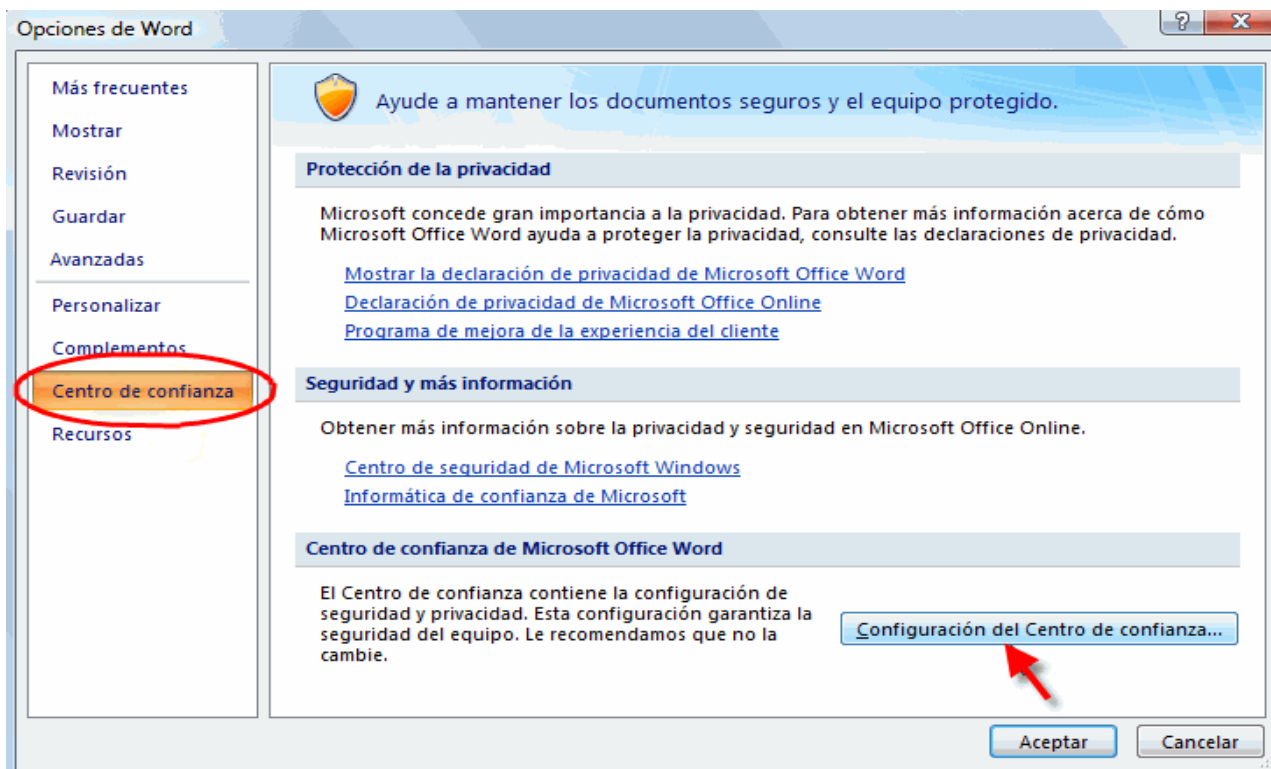 Opciones de Word
?
X
Más frecuentes
Mostrar
Revisión
Guardar
Avanzadas
Personalizar
Complementos
Centro de confianza
Recursos
Ayude a mantener los documentos seguros y el equipo protegido.
Protección de la privacidad
Microsoft concede gran importancia a la privacidad. Para obtener más información acerca de cómo
Microsoft Office Word ayuda a proteger la privacidad, consulte las declaraciones de privacidad.
Mostrar la declaración de privacidad de Microsoft Office Word
Declaración de privacidad de Microsoft Office Online
Programa de mejora de la experiencia del cliente
Seguridad y más información
Obtener más información sobre la privacidad y seguridad en Microsoft Office Online.
Centro de seguridad de Microsoft Windows
Informática de confianza de Microsoft
Centro de confianza de Microsoft Office Word
El Centro de confianza contiene la configuración de
seguridad y privacidad. Esta configuración garantiza la
seguridad del equipo. Le recomendamos que no la
cambie.
Configuración del Centro de confianza...
Aceptar
Cancelar